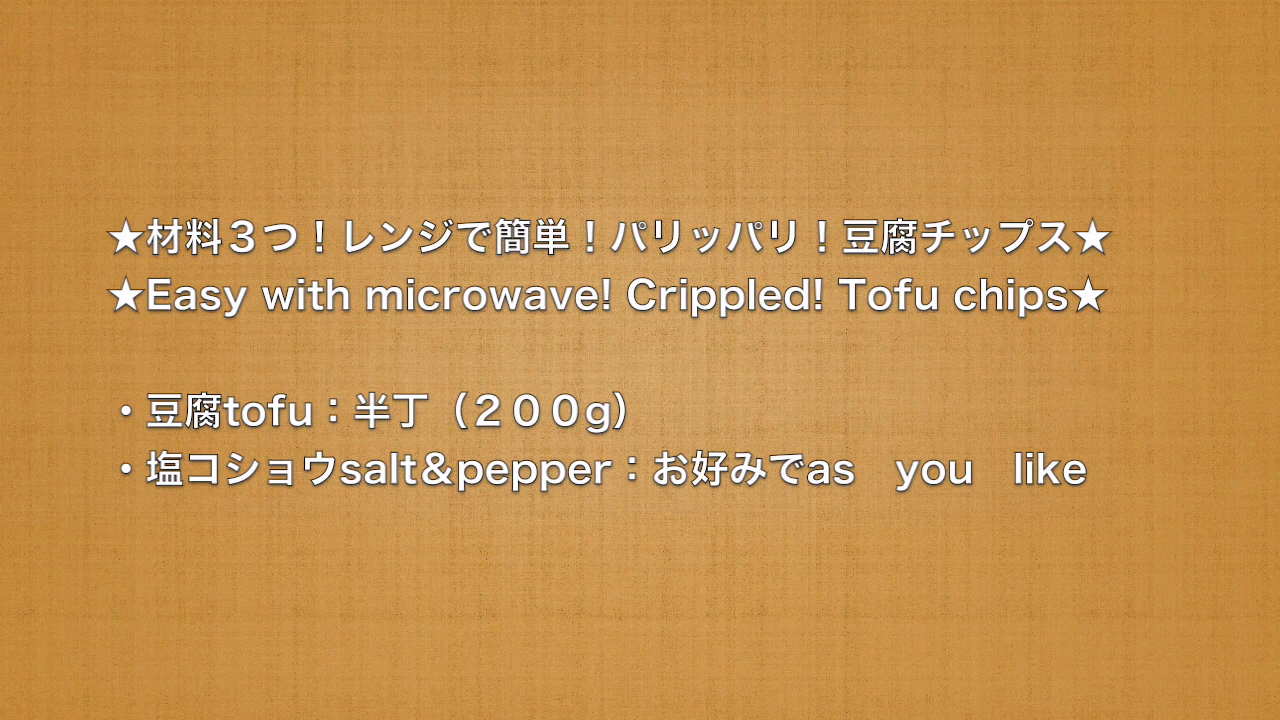 ★材料３つ！レンジで簡単！パリッパリ！豆腐チップス★
★Easy with microwave! Crippled! Tofu chips★
・豆腐tofu：半丁（２００g）
・塩コショウsalt＆pepper：お好みでas　you　like